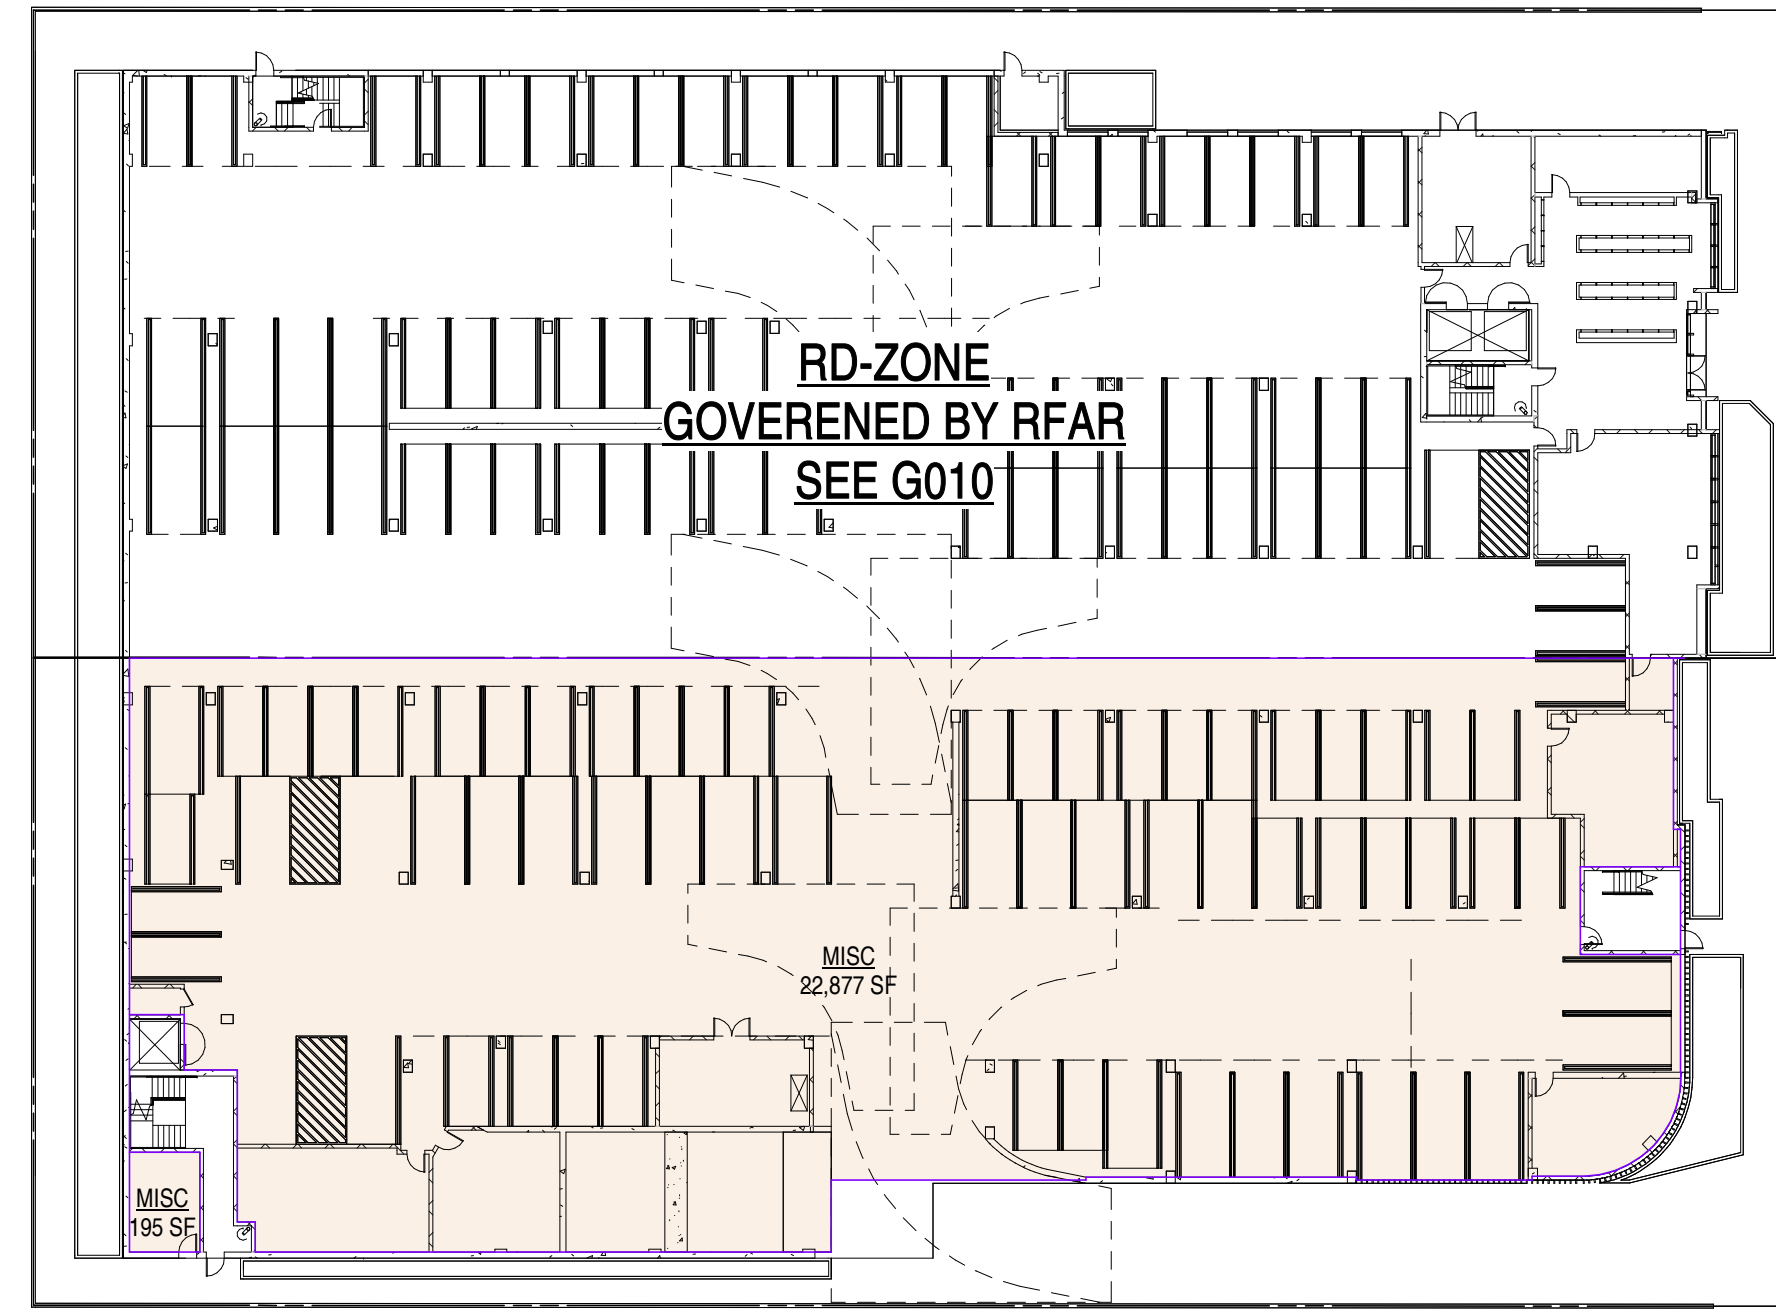 RD-ZONE
GOVERENED BY RFAR
SEE G010
MISC
22,877 SF
MISC
195 SF